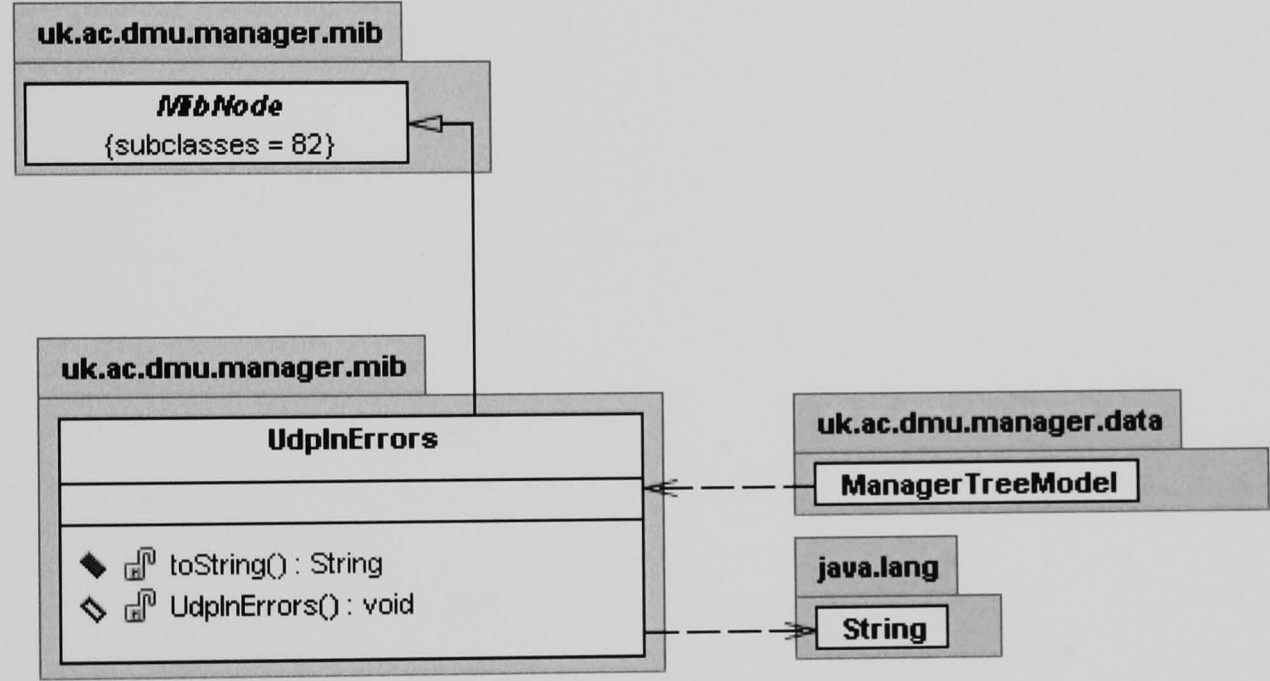 uk.ac.dmu.manager.mib
MibNode
{subclasses = 82}
uk.ac.dmu.manager.mib
UdpInErrors
toString() : String
UdpInErrors() : void
uk.ac.dmu.manager.data
ManagerTreeModel
java.lang
String